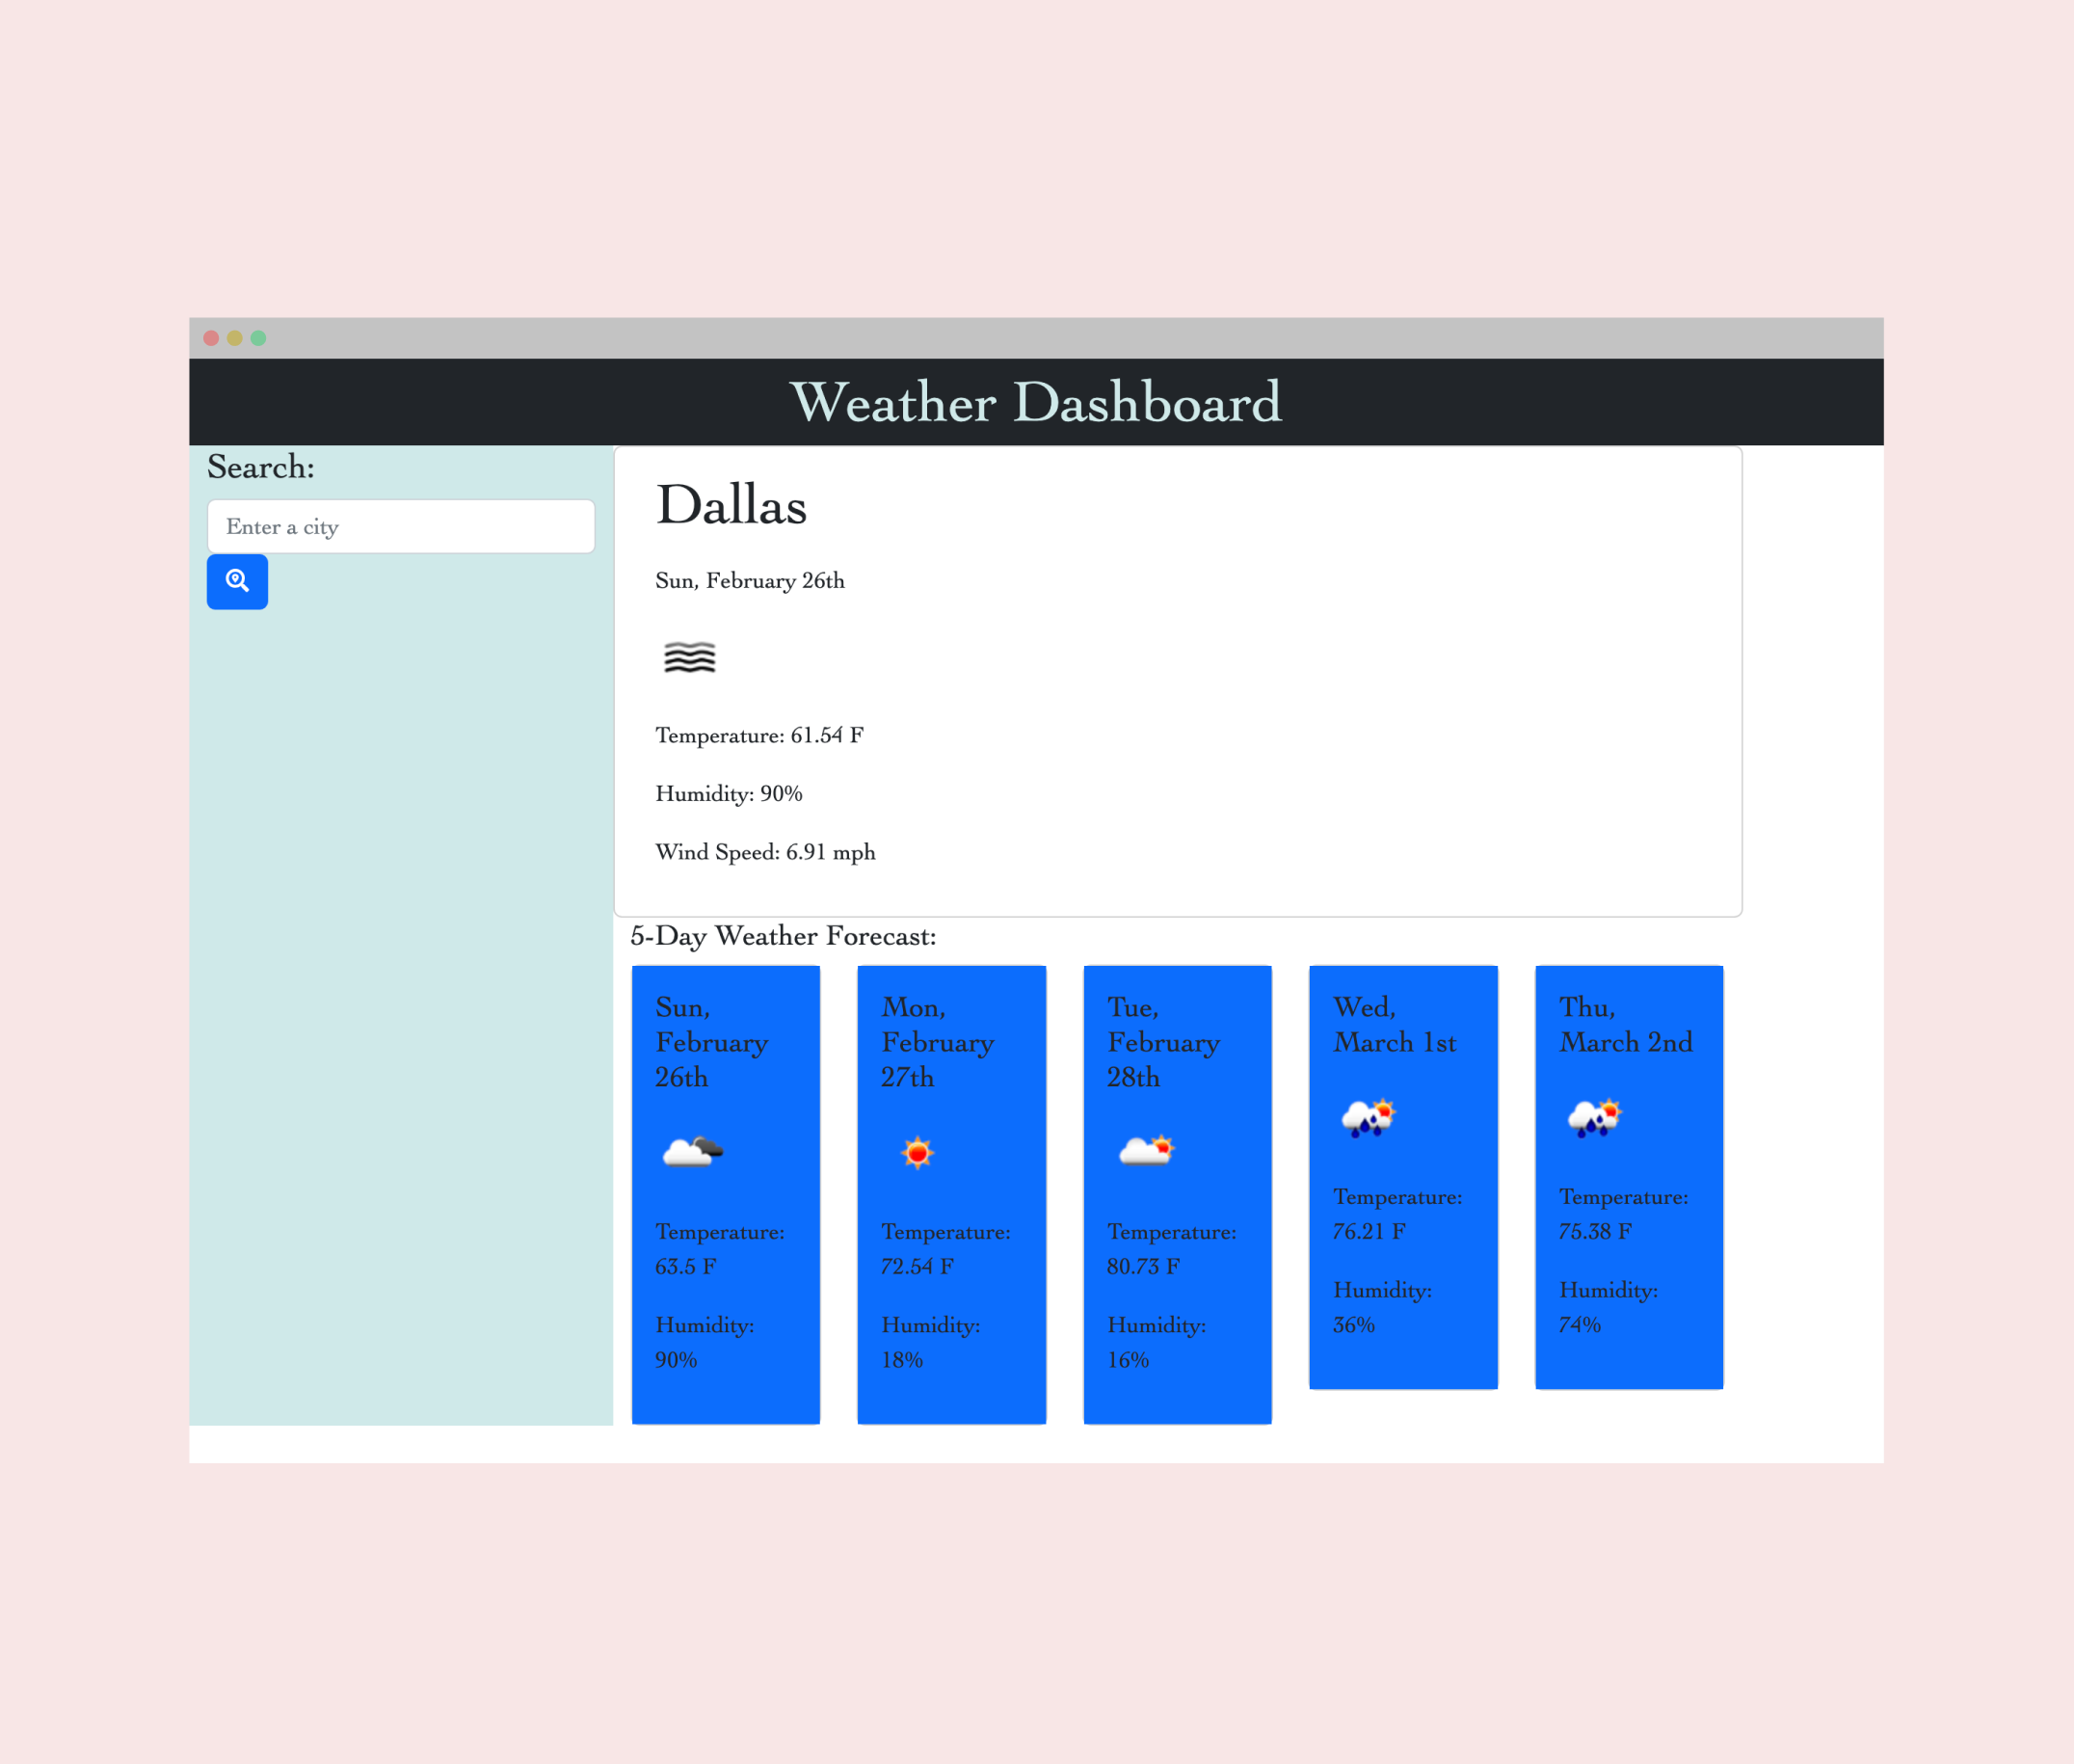 Weather Dashboard
Search:
Enter a city
Dallas
Sun, February 26th
Temperature: 61.54 F
Humidity: 90%
Wind Speed: 6.91 mph
5-Day Weather Forecast:
Sun,
February
26th
Temperature:
63.5 F
Humidity:
90%
Mon,
February
27th
Temperature:
72.54 F
Humidity:
18%
Tue,
February
28th
Temperature:
80.73 F
Humidity:
16%
Wed,
March 1st
Temperature:
76.21 F
Humidity:
36%
Thu,
March 2nd
Temperature:
75.38 F
Humidity:
74%